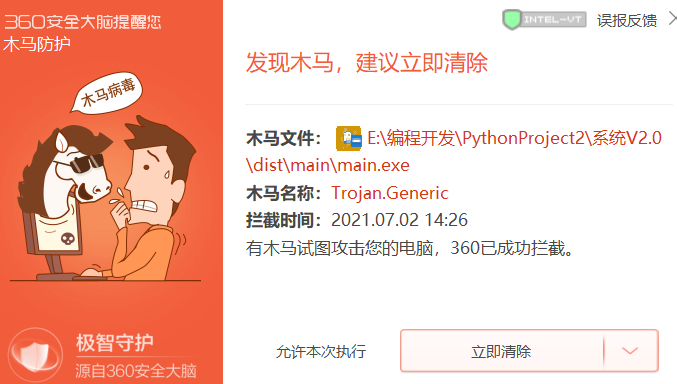 360安全大脑提醒您
木马防护
木马病毒
INTEL-VT
误报反馈
发现木马，建议立即清除
木马文件： E:\编程开发\PythonProject2\系统V2.0
\dist\main\main.exe
木马名称：Trojan.Generic
拦截时间：2021.07.02 14:26
有木马试图攻击您的电脑，360已成功拦截。
极智守护
源自360安全大脑
允许本次执行
立即清除